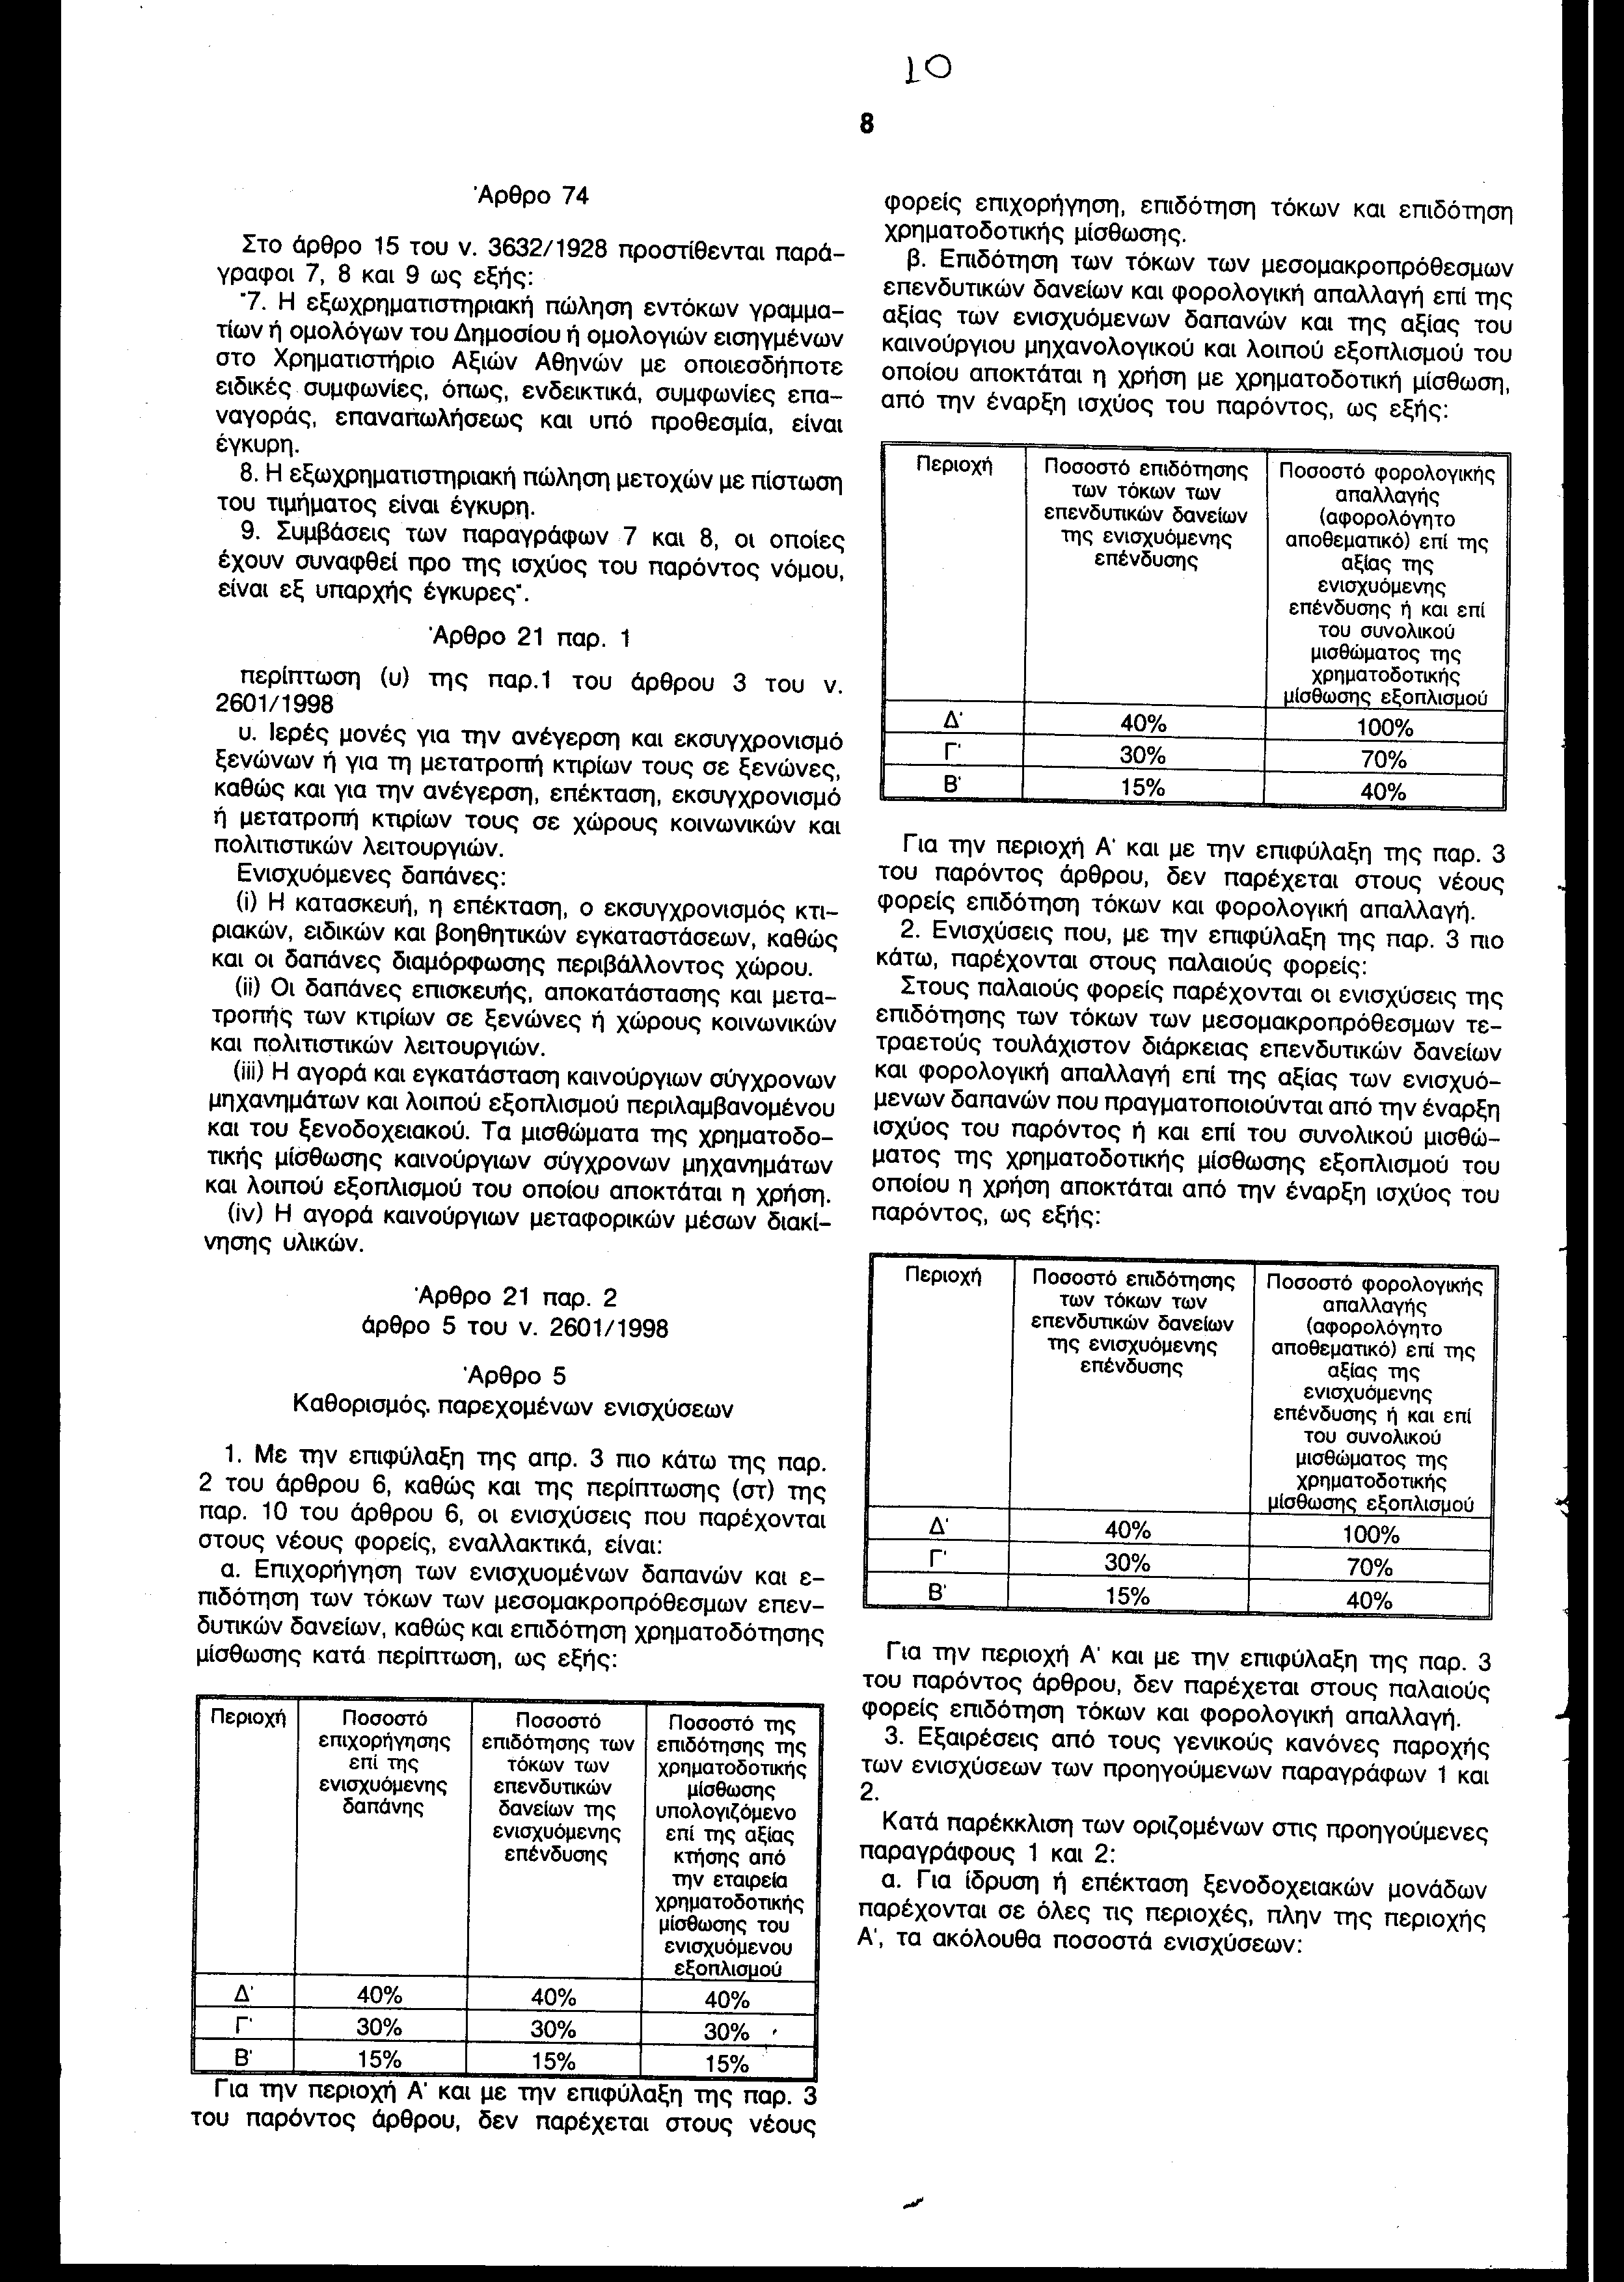 10
8
Άρθρο 74
Στο άρθρο 15 του ν. 3632/1928 προστίθενται παρά-
γραφοι 7, 8 και 9 ως εξής:
"7. Η εξωχρηματιστηριακή πώληση εντόκων γραμμα-
τίων ή ομολόγων του Δημοσίου ή ομολογιών εισηγμένων
στο Χρηματιστήριο Αξιών Αθηνών με οποιεσδήποτε
ειδικές συμφωνίες, όπως, ενδεικτικά, συμφωνίες επα-
ναγοράς, επαναπωλήσεως και υπό προθεσμία, είναι
έγκυρη.
8. Η εξωχρηματιστηριακή πώληση μετοχών με πίστωση
του τιμήματος είναι έγκυρη.
9. Συμβάσεις των παραγράφων 7 και 8, οι οποίες
έχουν συναφθεί προ της ισχύος του παρόντος νόμου,
είναι εξ υπαρχής έγκυρες".
Άρθρο 21 παρ. 1
περίπτωση (υ) της παρ.1 του άρθρου 3 του ν.
2601/1998
υ. Ιερές μονές για την ανέγερση και εκσυγχρονισμό
ξενώνων ή για τη μετατροπή κτιρίων τους σε ξενώνες,
καθώς και για την ανέγερση, επέκταση, εκσυγχρονισμό
ή μετατροπή κτιρίων τους σε χώρους κοινωνικών και
πολιτιστικών λειτουργιών.
Ενισχυόμενες δαπάνες:
(i) Η κατασκευή, η επέκταση, ο εκσυγχρονισμός κτι-
ριακών, ειδικών και βοηθητικών εγκαταστάσεων, καθώς
και οι δαπάνες διαμόρφωσης περιβάλλοντος χώρου.
(ii) Οι δαπάνες επισκευής, αποκατάστασης και μετα-
τροπής των κτιρίων σε ξενώνες ή χώρους κοινωνικών
και πολιτιστικών λειτουργιών.
(iii) Η αγορά και εγκατάσταση καινούργιων σύγχρονων
μηχανημάτων και λοιπού εξοπλισμού περιλαμβανομένου
και του ξενοδοχειακού. Τα μισθώματα της χρηματοδο-
τικής μίσθωσης καινούργιων σύγχρονων μηχανημάτων
και λοιπού εξοπλισμού του οποίου αποκτάται η χρήση.
(iv) Η αγορά καινούργιων μεταφορικών μέσων διακί-
νησης υλικών.
Άρθρο 21 παρ. 2
άρθρο 5 του ν. 2601/1998
Άρθρο 5
Καθορισμός. παρεχομένων ενισχύσεων
1. Με την επιφύλαξη της απρ. 3 πιο κάτω της παρ.
2 του άρθρου 6, καθώς και της περίπτωσης (στ) της
παρ. 10 του άρθρου 6, οι ενισχύσεις που παρέχονται
στους νέους φορείς, εναλλακτικά, είναι:
α. Επιχορήγηση των ενισχυομένων δαπανών και ε-
πιδότηση των τόκων των μεσομακροπρόθεσμων επεν-
δυτικών δανείων, καθώς και επιδότηση χρηματοδότησης
μίσθωσης κατά περίπτωση, ως εξής:
Περιοχή Ποσοστό Ποσοστό Ποσοστό της
επιχορήγησης επιδότησης των επιδότησης της
επί της τόκων των χρηματοδοτικής
ενισχυόμενης επενδυτικών μίσθωσης
δαπάνης δανείων της υπολογιζόμενο
ενισχυόμενης επί της αξίας
επένδυσης κτήσης από
την εταιρεία
χρηματοδοτικής
μίσθωσης του
ενισχυόμενου
εξοπλισμού
Δ' 40% 40% 40%
Γ' 30% 30% 30%
Β' 15% 15% 15%
Για την περιοχή Α' και με την επιφύλαξη της παρ. 3
του παρόντος άρθρου, δεν παρέχεται στους νέους
φορείς επιχορήγηση, επιδότηση τόκων και επιδότηση
χρηματοδοτικής μίσθωσης.
β. Επιδότηση των τόκων των μεσομακροπρόθεσμων
επενδυτικών δανείων και φορολογική απαλλαγή επί της
αξίας των ενισχυόμενων δαπανών και της αξίας του
καινούργιου μηχανολογικού και λοιπού εξοπλισμού του
οποίου αποκτάται η χρήση με χρηματοδοτική μίσθωση,
από την έναρξη ισχύος του παρόντος, ως εξής:
Περιοχή Ποσοστό επιδότησης Ποσοστό φορολογικής
των τόκων των απαλλαγής
επενδυτικών δανείων (αφορολόγητο
της ενισχυόμενης αποθεματικό) επί της
επένδυσης αξίας της
ενισχυόμενης
επένδυσης ή και επί
του συνολικού
μισθώματος της
χρηματοδοτικής
μίσθωσης εξοπλισμού
Δ' 40% 100%
Γ' 30% 70%
Β' 15% 40%
Για την περιοχή Α' και με την επιφύλαξη της παρ. 3
του παρόντος άρθρου, δεν παρέχεται στους νέους
φορείς επιδότηση τόκων και φορολογική απαλλαγή.
2. Ενισχύσεις που, με την επιφύλαξη της παρ. 3 πιο
κάτω, παρέχονται στους παλαιούς φορείς:
Στους παλαιούς φορείς παρέχονται οι ενισχύσεις της
επιδότησης των τόκων των μεσομακροπρόθεσμων τε-
τραετούς τουλάχιστον διάρκειας επενδυτικών δανείων
και φορολογική απαλλαγή επί της αξίας των ενισχυό-
μενων δαπανών που πραγματοποιούνται από την έναρξη
ισχύος του παρόντος ή και επί του συνολικού μισθώ-
ματος της χρηματοδοτικής μίσθωσης εξοπλισμού του
οποίου η χρήση αποκτάται από την έναρξη ισχύος του
παρόντος, ως εξής:
Περιοχή Ποσοστό επιδότησης Ποσοστό φορολογικής
των τόκων των απαλλαγής
επενδυτικών δανείων (αφορολόγητο
της ενισχυόμενης αποθεματικό) επί της
επένδυσης αξίας της
ενισχυόμενης
επένδυσης ή και επί
του συνολικού
μισθώματος της
χρηματοδοτικής
μίσθωσης εξοπλισμού
Δ' 40% 100%
Γ' 30% 70%
Β' 15% 40%
Για την περιοχή Α' και με την επιφύλαξη της παρ. 3
του παρόντος άρθρου, δεν παρέχεται στους παλαιούς
φορείς επιδότηση τόκων και φορολογική απαλλαγή.
3. Εξαιρέσεις από τους γενικούς κανόνες παροχής
των ενισχύσεων των προηγούμενων παραγράφων 1 και
2.
Κατά παρέκκλιση των οριζομένων στις προηγούμενες
παραγράφους 1 και 2:
α. Για ίδρυση ή επέκταση ξενοδοχειακών μονάδων
παρέχονται σε όλες τις περιοχές, πλην της περιοχής
Α', τα ακόλουθα ποσοστά ενισχύσεων: